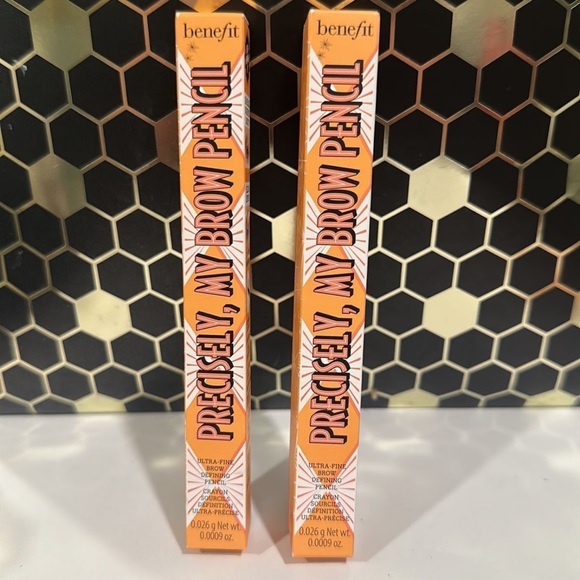 benefit
PRECISELY, MY BROW PENCIL
ULTRA-FINE
BROW
DEFINING
PENCIL
CRAYON
SOURCILS
DÉFINITION
ULTRA-PRÉCISE
0.026 g Net wt.
0.0009 oz.
benefit
PRECISELY, MY BROW PENCIL
ULTRA-FINE
BROW
DEFINING
PENCIL
CRAYON
SOURCILS
DÉFINITION
ULTRA-PRÉCISE
0.026 g Net wt.
0.0009 oz.